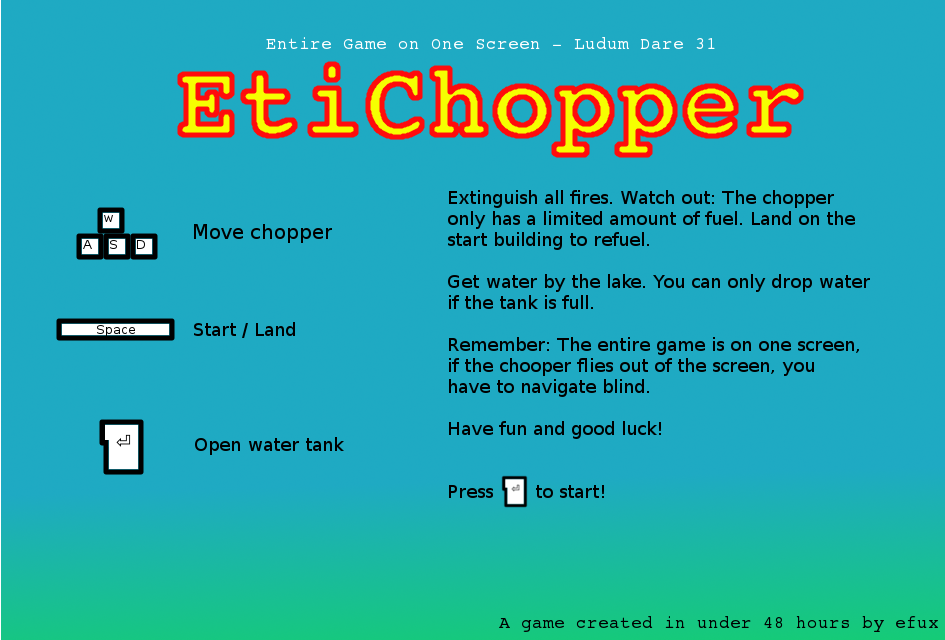 Entire Game on One Screen – Ludum Dare 31
EtiChopper
W
A S D
Move chopper
Space
Start / Land
⏎
Open water tank
Extinguish all fires. Watch out: The chopper
only has a limited amount of fuel. Land on the
start building to refuel.
Get water by the lake. You can only drop water
if the tank is full.
Remember: The entire game is on one screen,
if the chooper flies out of the screen, you
have to navigate blind.
Have fun and good luck!
Press ⏎ to start!
A game created in under 48 hours by efux